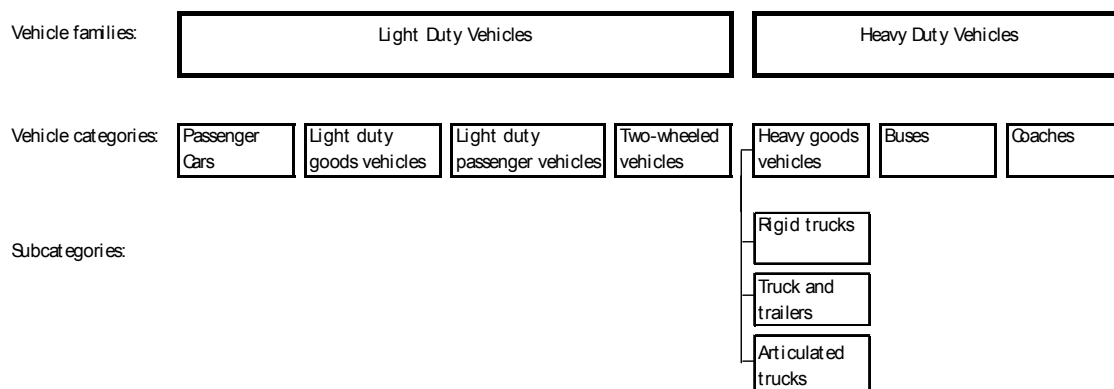 Vehicle families: Light Duty Vehicles Heavy Duty Vehicles
Vehicle categories: Passenger Cars Light duty goods vehicles Light duty passenger vehicles Two-wheeled vehicles Heavy goods vehicles Buses Coaches
Subcategories:
Rigid trucks
Truck and
trailers
Articulated
trucks